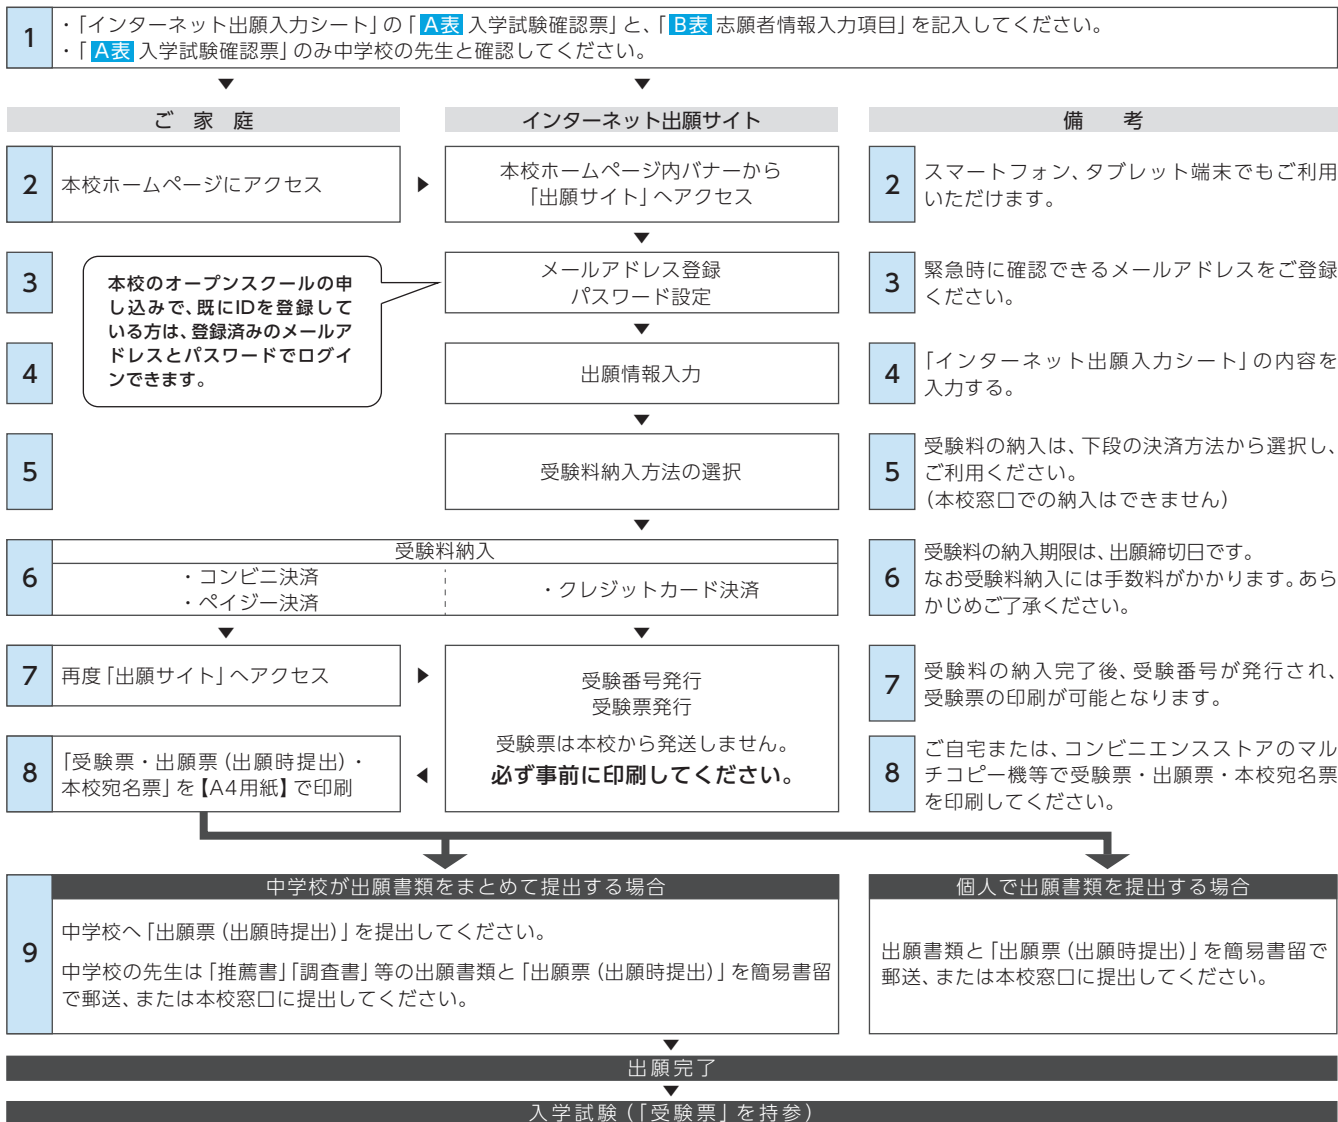 1
・「インターネット出願入力シート」の「A表 入学試験確認票」と、「B表 志願者情報入力項目」を記入してください。
・「A表 入学試験確認票」のみ中学校の先生と確認してください。
▼ ▼
ご家庭
インターネット出願サイト
備考
2
本校ホームページにアクセス
▶
本校ホームページ内バナーから
「出願サイト」へアクセス
2
スマートフォン、タブレット端末でもご利用
いただけます。
▼
3
本校のオープンスクールの申
し込みで、既にIDを登録して
いる方は、登録済みのメールア
ドレスとパスワードでログイ
ンできます。
メールアドレス登録
パスワード設定
3
緊急時に確認できるメールアドレスをご登録
ください。
▼
4
出願情報入力
4
「インターネット出願入力シート」の内容を
入力する。
▼
5
受験料納入方法の選択
5
受験料の納入は、下段の決済方法から選択し、
ご利用ください。
(本校窓口での納入はできません)
▼
6
受験料納入
・コンビニ決済
・ペイジー決済
・クレジットカード決済
6
受験料の納入期限は、出願締切日です。
なお受験料納入には手数料がかかります。あら
かじめご了承ください。
▼ ▼
7
再度「出願サイト」へアクセス
▶
受験番号発行
受験票発行
受験票は本校から発送しません。
必ず事前に印刷してください。
7
受験料の納入完了後、受験番号が発行され、
受験票の印刷が可能となります。
8
「受験票・出願票(出願時提出)・
本校宛名票」を【A4用紙】で印刷
◀
8
ご自宅または、コンビニエンスストアのマル
チコピー機等で受験票・出願票・本校宛名票
を印刷してください。
9
中学校が出願書類をまとめて提出する場合
中学校へ「出願票(出願時提出)」を提出してください。
中学校の先生は「推薦書」「調査書」等の出願書類と「出願票(出願時提出)」を簡易書留
で郵送、または本校窓口に提出してください。
個人で出願書類を提出する場合
出願書類と「出願票(出願時提出)」を簡易書留で
郵送、または本校窓口に提出してください。
▼
出願完了
▼
入学試験(「受験票」を持参)